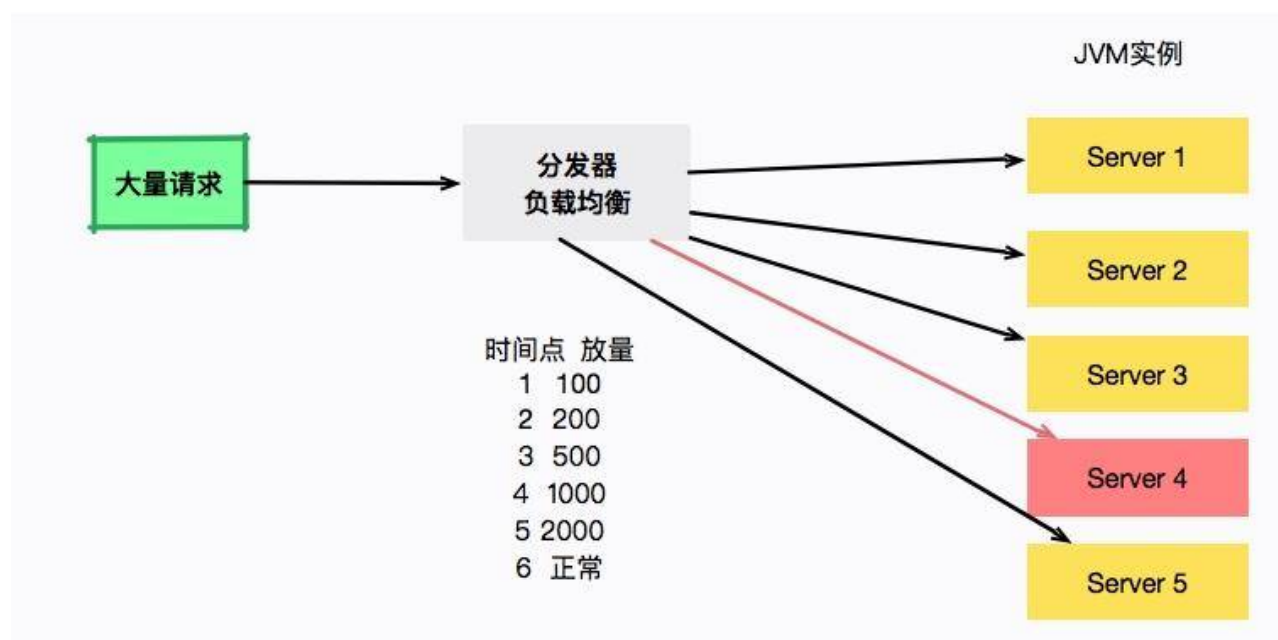 JVM实例
大量请求
分发器
负载均衡
Server 1
Server 2
Server 3
Server 4
Server 5
时间点 放量
1 100
2 200
3 500
4 1000
5 2000
6 正常